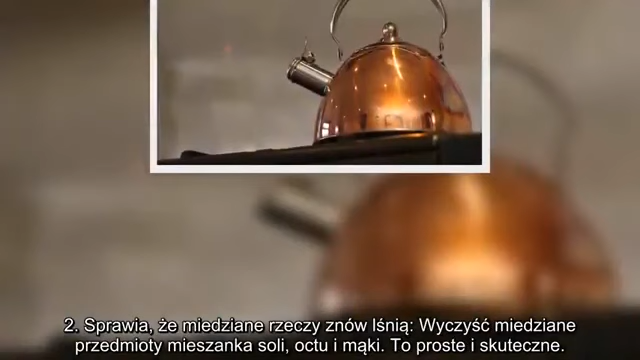 2. Sprawia, że miedziane rzeczy znów lśnią: Wyczyść miedziane
przedmioty mieszanka soli, octu i mąki. To proste i skuteczne.